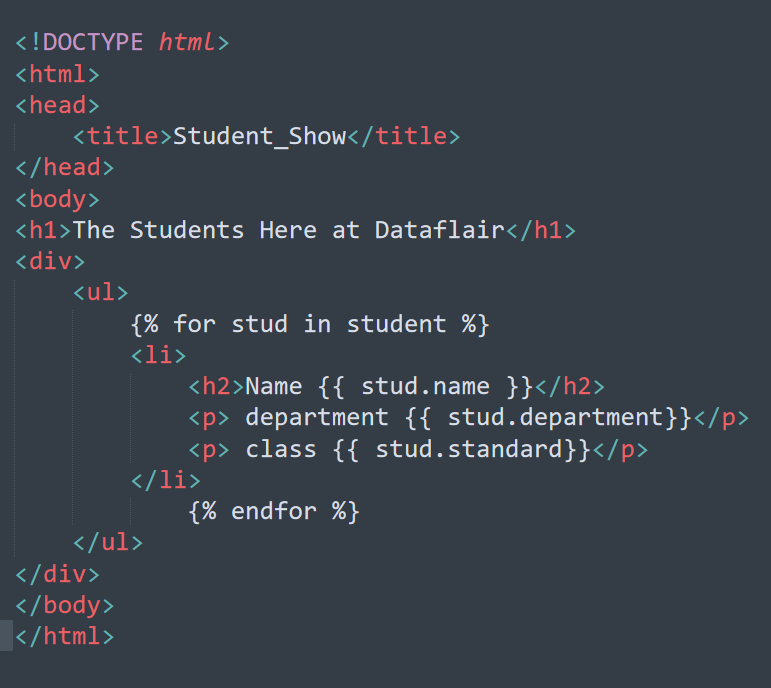 <!DOCTYPE html>
<html>
<head>
    <title>Student_Show</title>
</head>
<body>
<h1>The Students Here at Dataflair</h1>
<div>
    <ul>
        {% for stud in student %}
        <li>
            <h2>Name {{ stud.name }}</h2>
            <p> department {{ stud.department}}</p>
            <p> class {{ stud.standard}}</p>
        </li>
            {% endfor %}
    </ul>
</div>
</body>
</html>